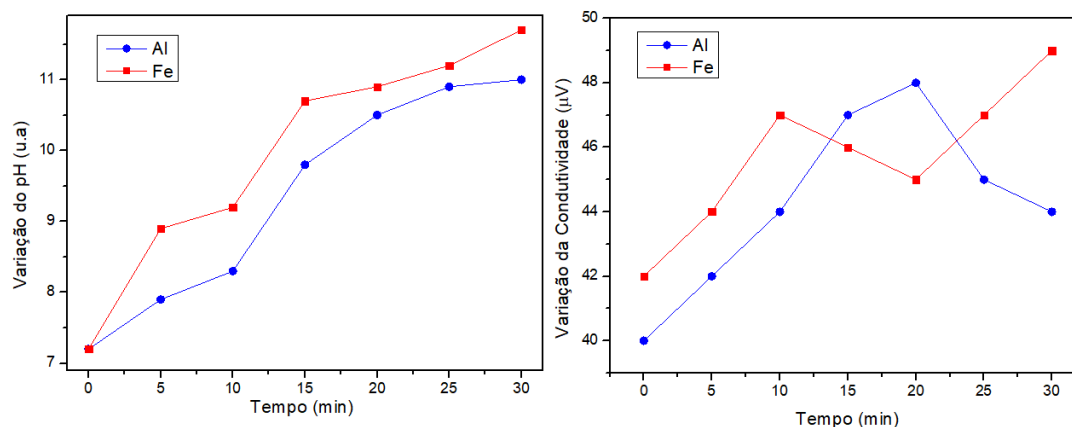 Al
Fe
Variação do pH (u.a)
11
10
9
8
7
0 5 10 15 20 25 30
Tempo (min)
Al
Fe
Variação da Condutividade (µV)
50
48
46
44
42
40
0 5 10 15 20 25 30
Tempo (min)